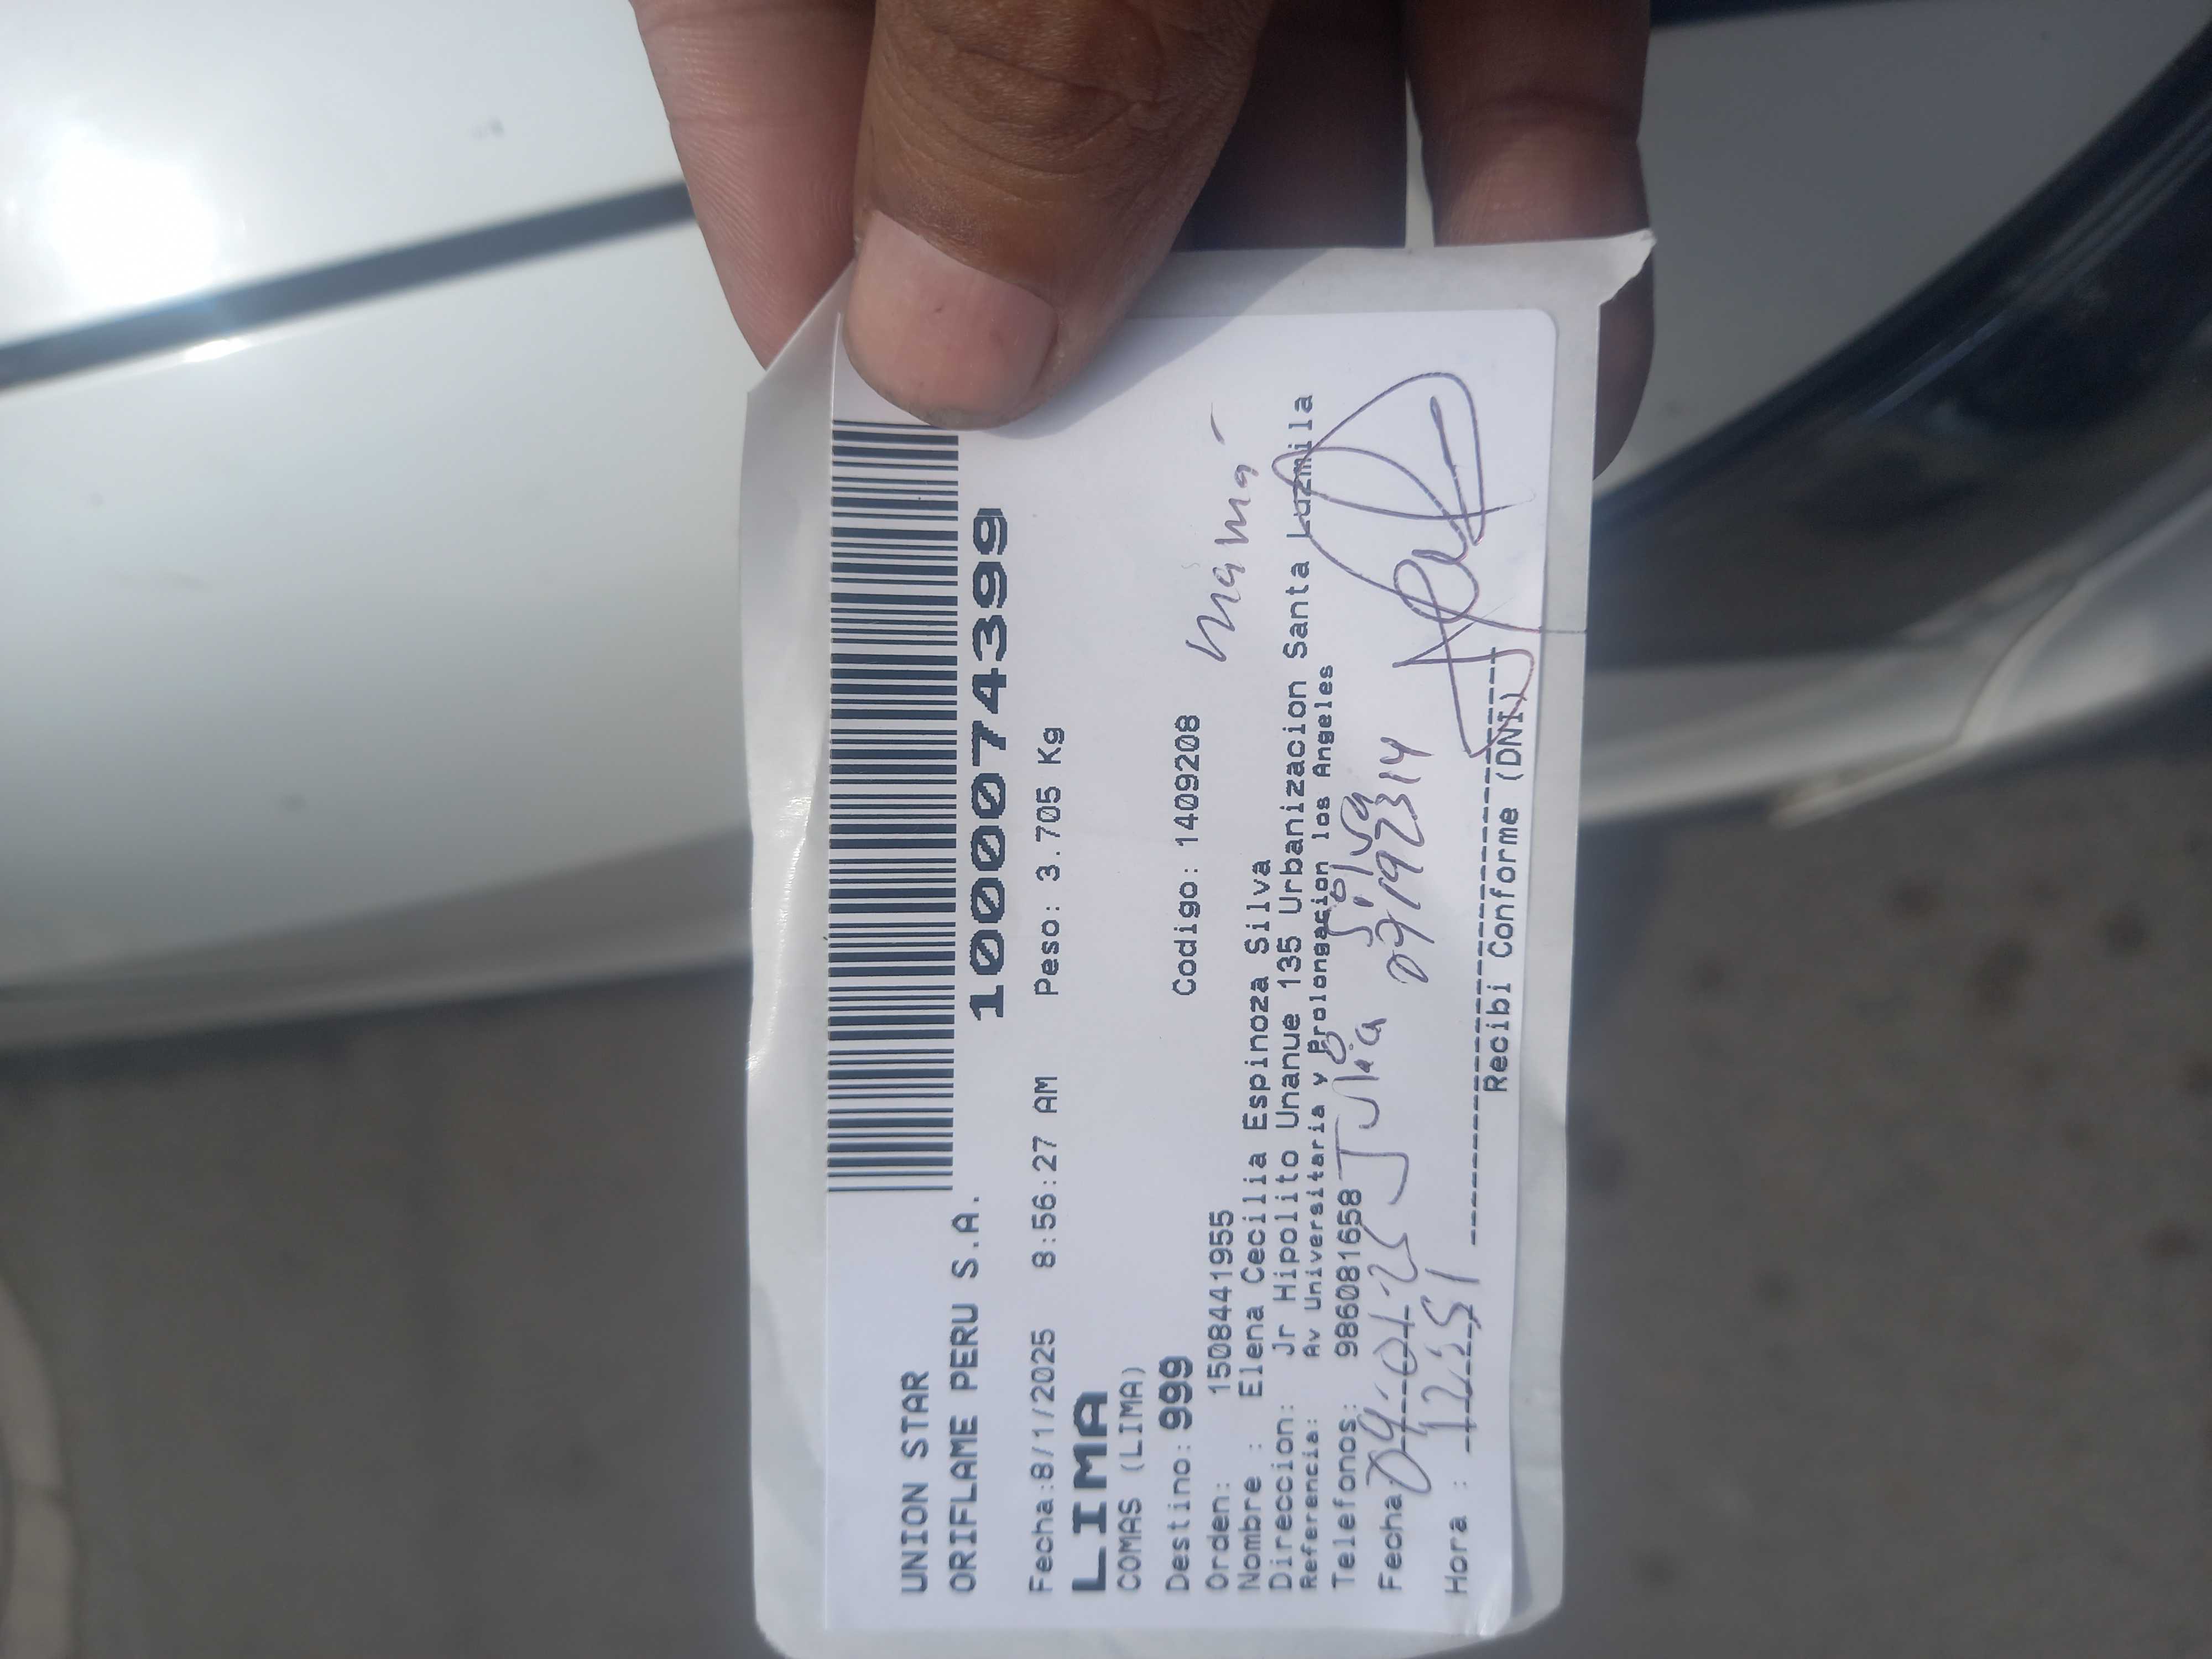 UNION STAR
ORIFLAME PERU S.A.
10000743999
Fecha:8/1/2025 8:56:27 AM Peso: 3.705 Kg
LIMA
COMAS (LIMA)
Destino: 999 Codigo: 1409208
Orden: 1508441955
mamá
Nombre : Elena Cecilia Espinoza Silva
Direccion: Jr Hipolito Unanue 135 Urbanizacion Santa Luzmila
Referencia: Av Universitaria y Prolongacion los Angeles
Telefonos: 986081658
Julia Silva
Fecha 09-01-25
Hora : 12:51
Recibi Conforme (DNI)